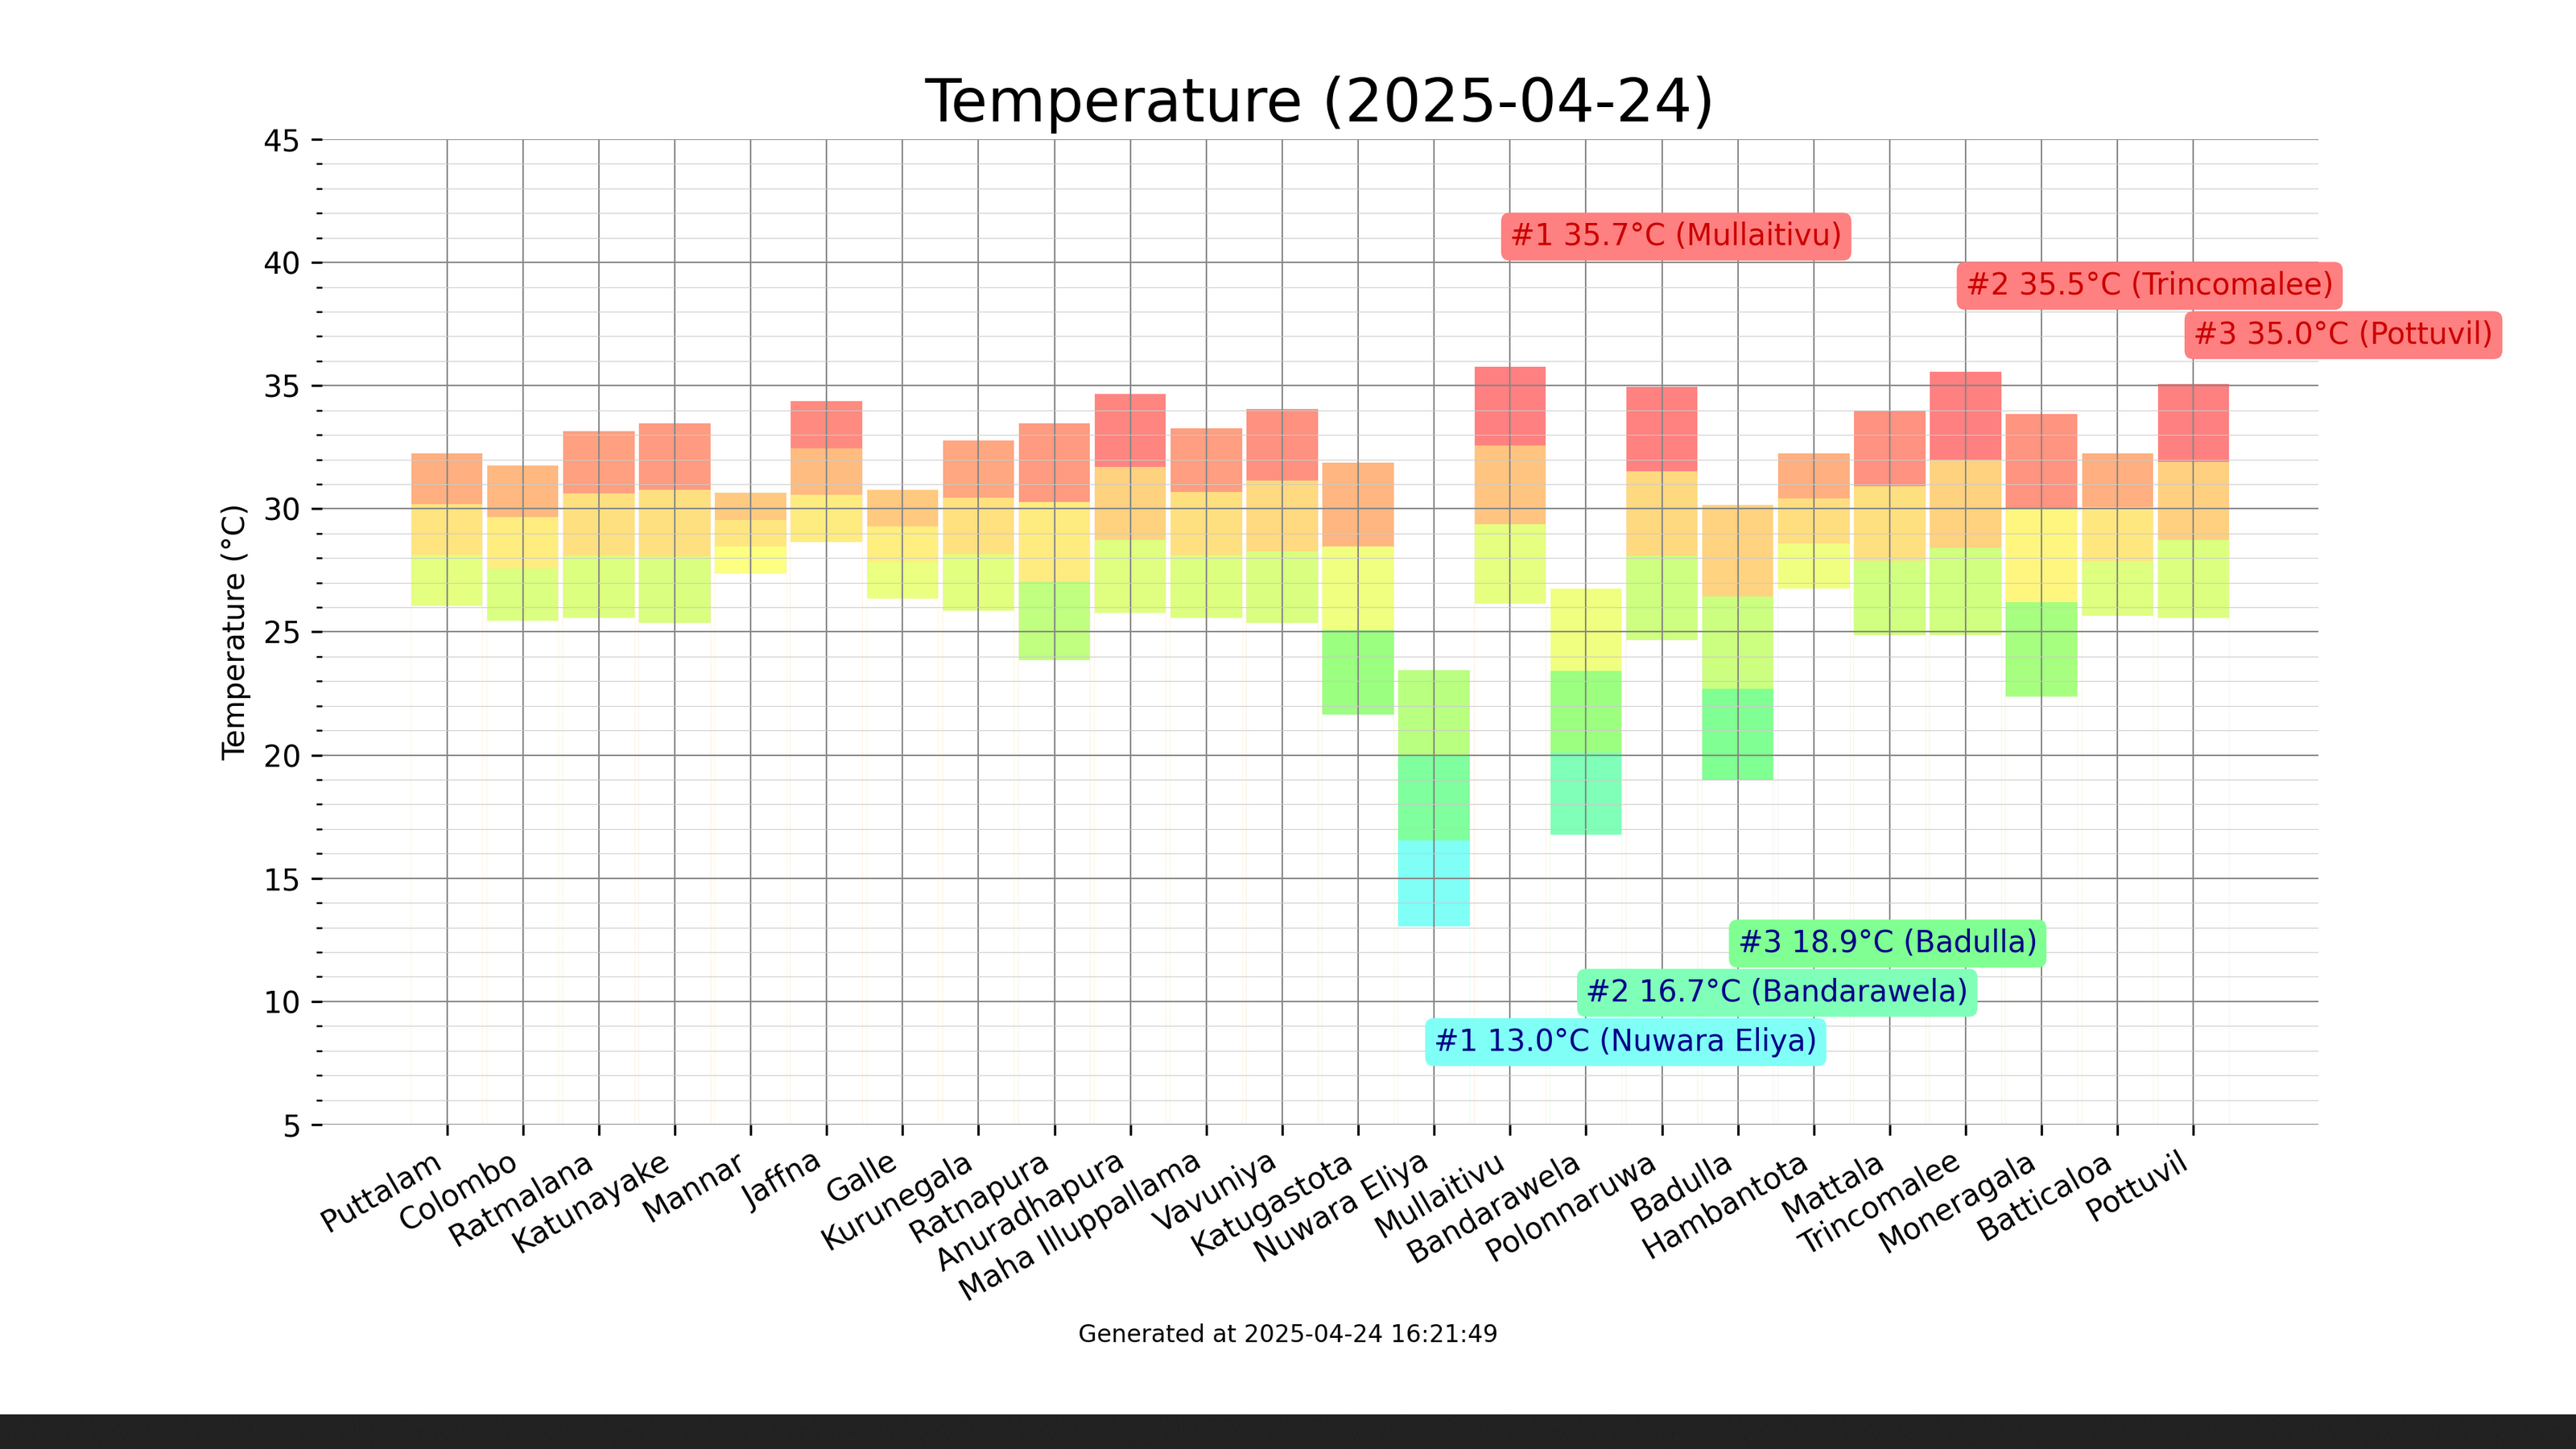 Temperature (2025-04-24)
Temperature (°C)
45
40
35
30
25
20
15
10
5
#1 35.7°C (Mullaitivu)
#2 35.5°C (Trincomalee)
#3 35.0°C (Pottuvil)
#3 18.9°C (Badulla)
#2 16.7°C (Bandarawela)
#1 13.0°C (Nuwara Eliya)
Puttalam
Colombo
Ratmalana
Katunayake
Mannar
Jaffna
Galle
Kurunegala
Ratnapura
Anuradhapura
Maha Illuppallama
Vavuniya
Katugastota
Nuwara Eliya
Mullaitivu
Bandarawela
Polonnaruwa
Badulla
Hambantota
Mattala
Trincomalee
Moneragala
Batticaloa
Pottuvil
Generated at 2025-04-24 16:21:49